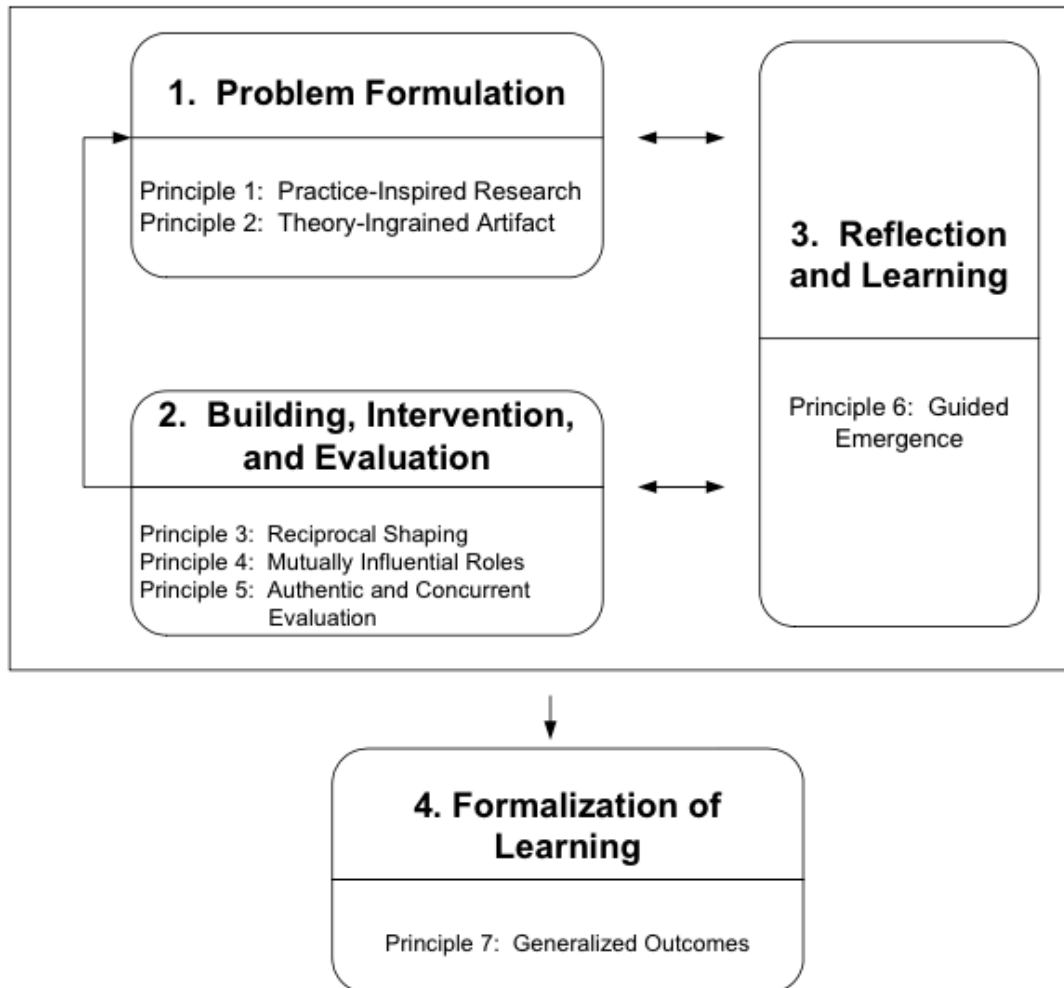 1. Problem Formulation
Principle 1: Practice-Inspired Research
Principle 2: Theory-Ingrained Artifact
2. Building, Intervention,
and Evaluation
Principle 3: Reciprocal Shaping
Principle 4: Mutually Influential Roles
Principle 5: Authentic and Concurrent
Evaluation
3. Reflection
and Learning
Principle 6: Guided
Emergence
4. Formalization of
Learning
Principle 7: Generalized Outcomes